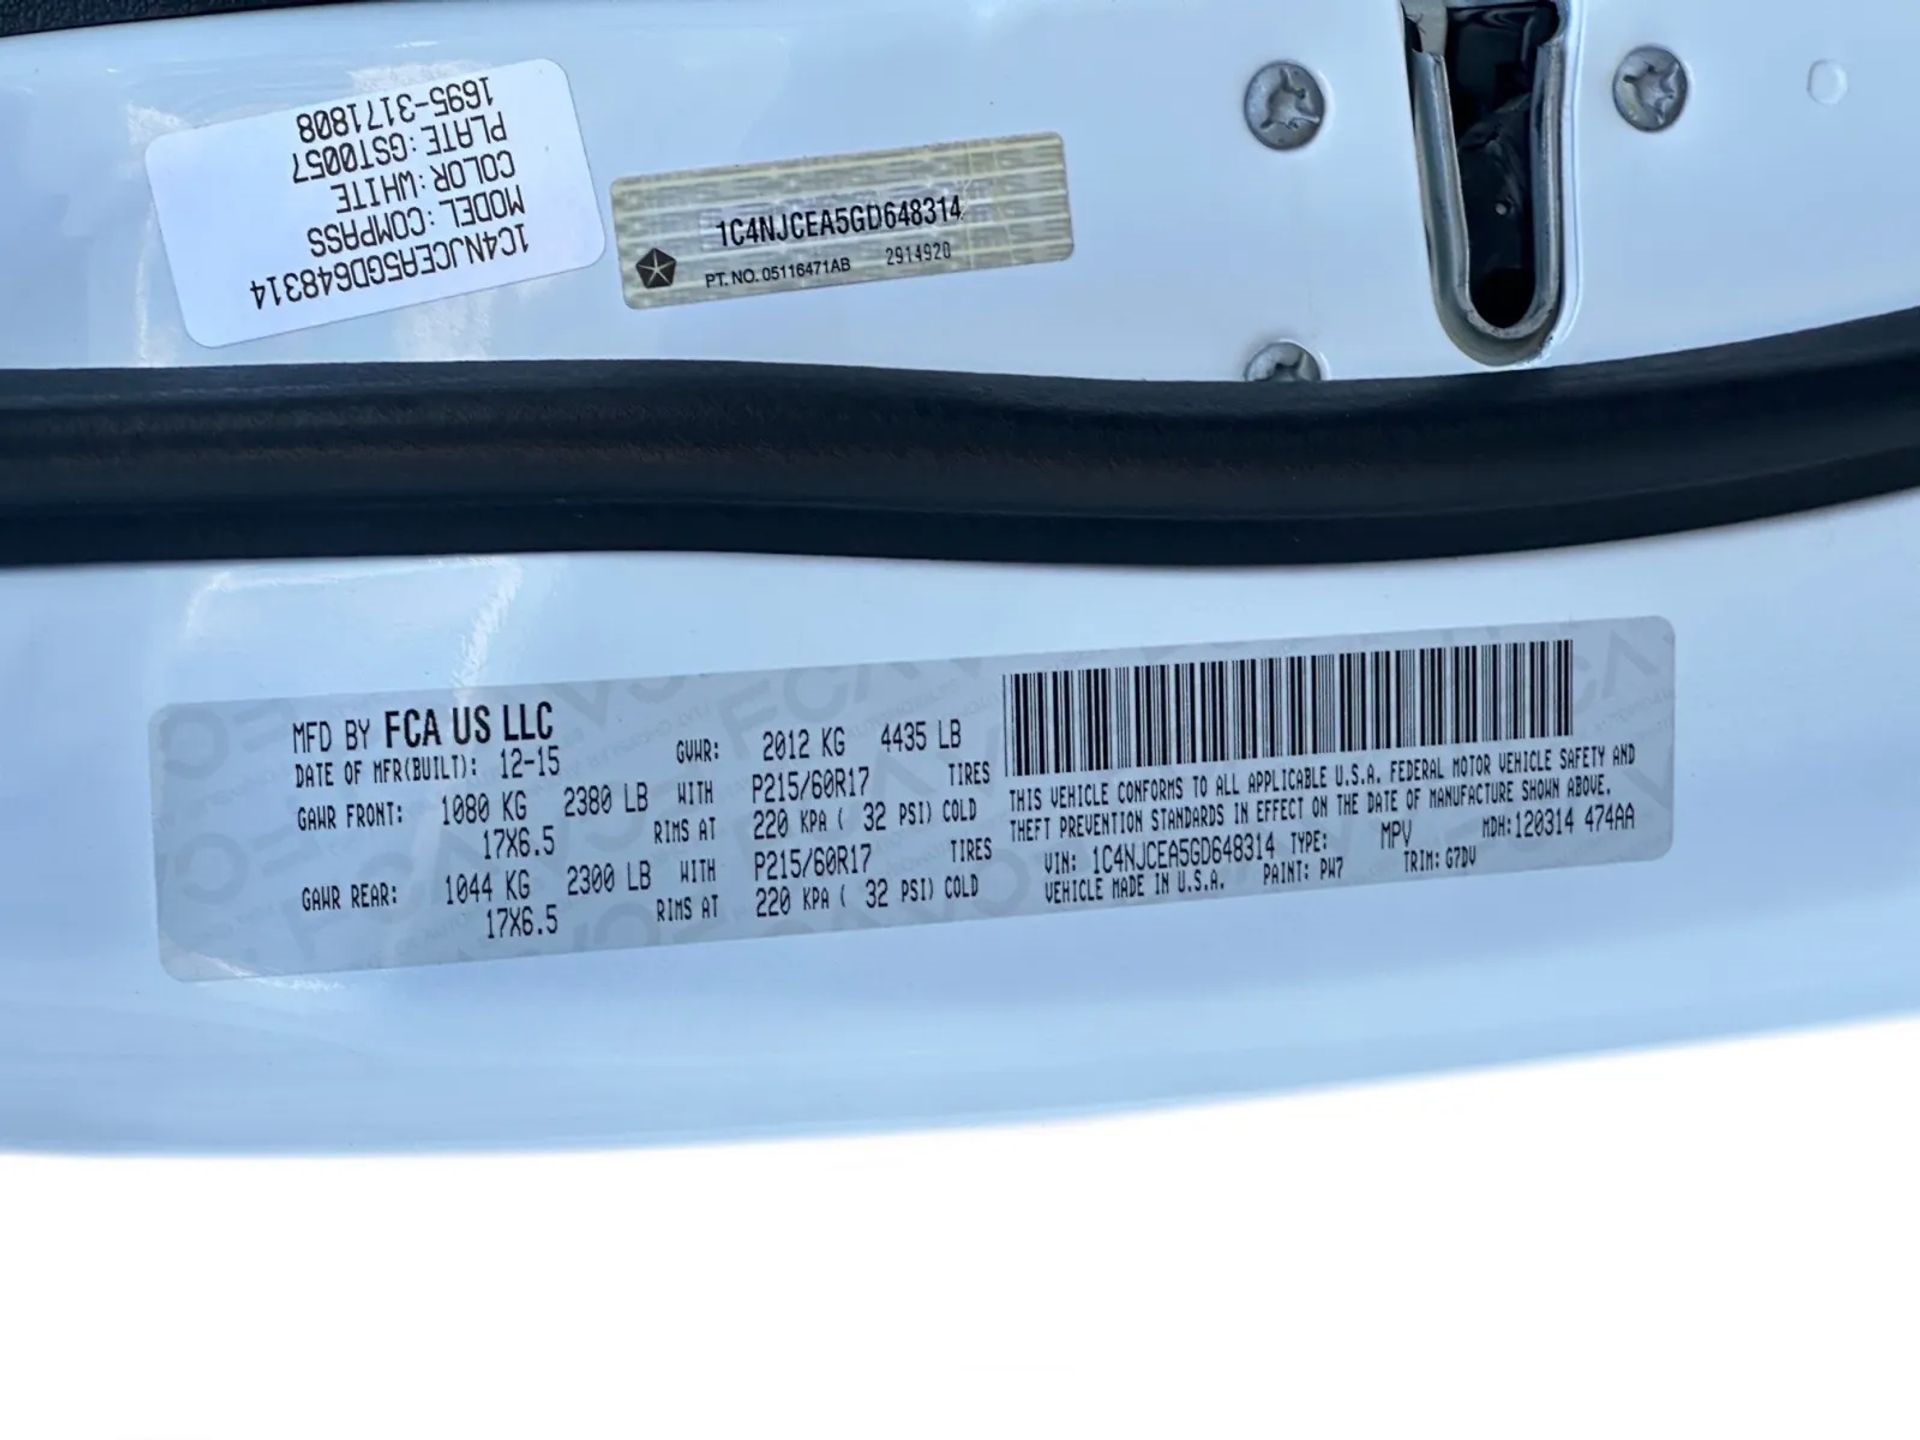 1C4NJCEA5GD648314
MODEL:COMPASS
COLOR:WHITE
PLATE:GST0057
1695-3171808
1C4NJCEA5GD648314
PT. NO. 05116471AB 2914920
MFD BY FCA US LLC
DATE OF MFR(BUILT): 12-15 GVWR: 2012 KG 4435 LB
GAWR FRONT: 1080 KG 2380 LB WITH P215/60R17 TIRES
17X6.5 RIMS AT 220 KPA ( 32 PSI) COLD
GAWR REAR: 1044 KG 2300 LB WITH P215/60R17 TIRES
17X6.5 RIMS AT 220 KPA ( 32 PSI) COLD
THIS VEHICLE CONFORMS TO ALL APPLICABLE U.S.A. FEDERAL MOTOR VEHICLE SAFETY AND
THEFT PREVENTION STANDARDS IN EFFECT ON THE DATE OF MANUFACTURE SHOWN ABOVE.
VIN: 1C4NJCEA5GD648314 TYPE: MPV MDH:120314 474AA
VEHICLE MADE IN U.S.A. PAINT: PW7 TRIM: G7DV